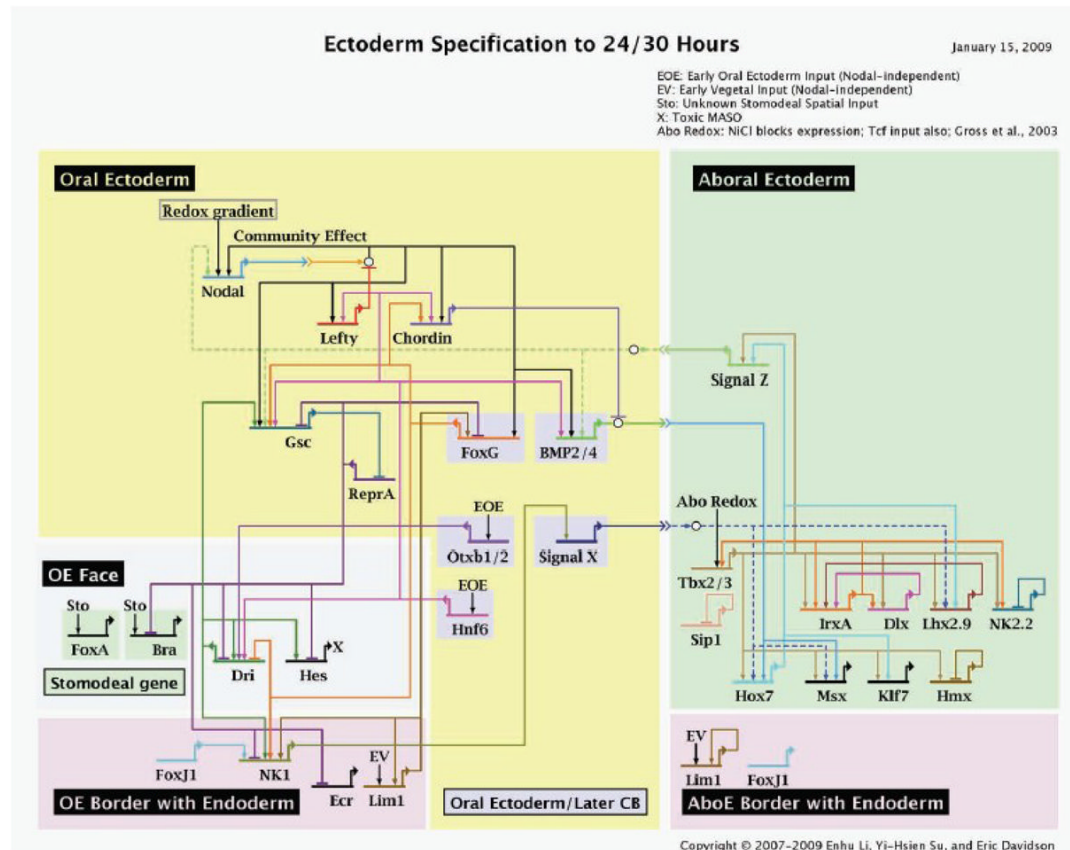 Ectoderm Specification to 24/30 Hours
January 15, 2009
EOE: Early Oral Ectoderm Input (Nodal-independent)
EV: Early Vegetal Input (Nodal-independent)
Sto: Unknown Stomodeal Spatial Input
X: Toxic MASO
Abo Redox: NiCl blocks expression; Tcf input also; Gross et al., 2003
Oral Ectoderm
Aboral Ectoderm
Redox gradient
Community Effect
Nodal
Lefty
Chordin
Signal Z
Gsc
FoxG
BMP2/4
ReprA
EOE
Abo Redox
Otxb1/2
Signal X
OE Face
Tbx2/3
EOE
Sto
Sto
Hnf6
IrxA
Dlx
Lhx2.9
NK2.2
Sip1
FoxA
Bra
X
Dri
Hes
Stomodeal gene
Hox7
Msx
Klf7
Hmx
EV
EV
FoxJ1
NK1
Ecr
Lim1
Lim1
FoxJ1
OE Border with Endoderm
Oral Ectoderm/Later CB
AboE Border with Endoderm
Copyright © 2007-2009 Enhu Li, Yi-Hsien Su, and Eric Davidson